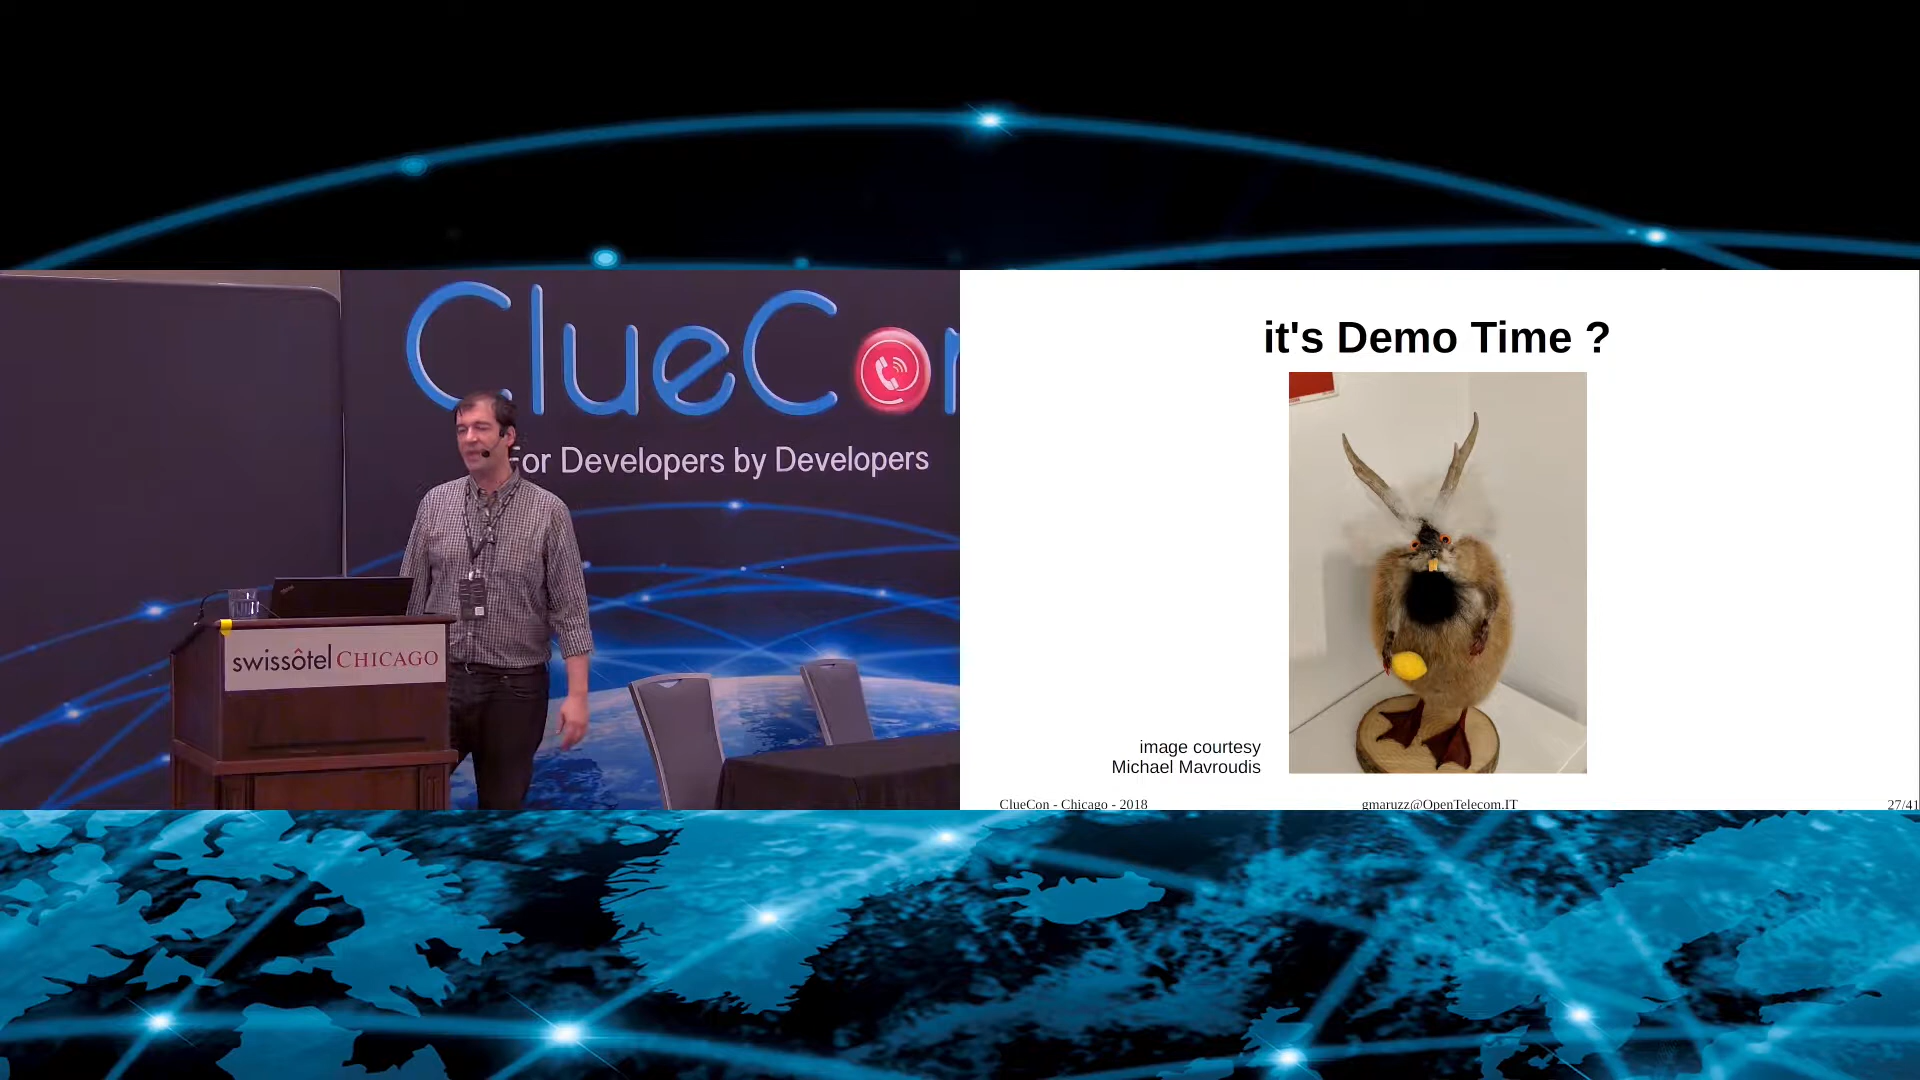 ClueCon
For Developers by Developers
swissôtel CHICAGO
it's Demo Time ?
image courtesy
Michael Mavroudis
ClueCon - Chicago - 2018
gmaruzz@OpenTelecom.IT
27/41